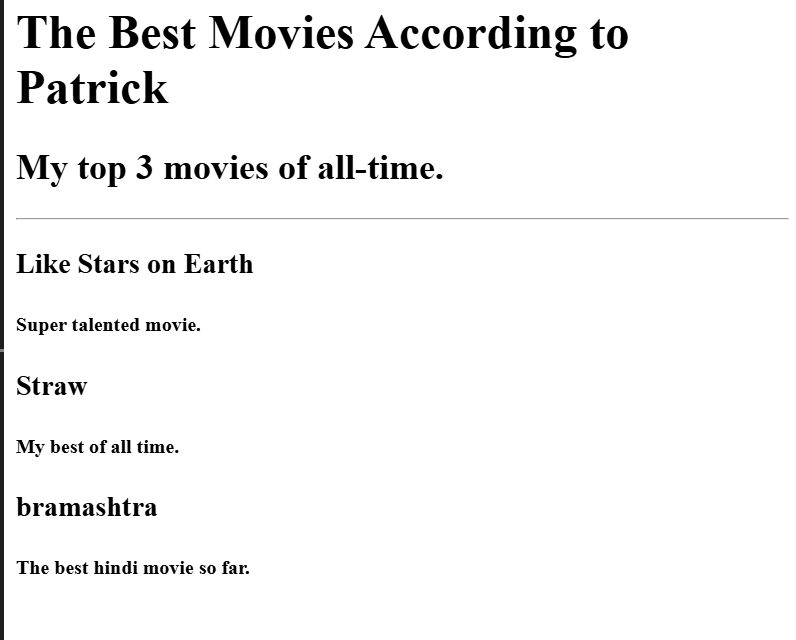 The Best Movies According to
Patrick
My top 3 movies of all-time.
Like Stars on Earth
Super talented movie.
Straw
My best of all time.
bramashtra
The best hindi movie so far.